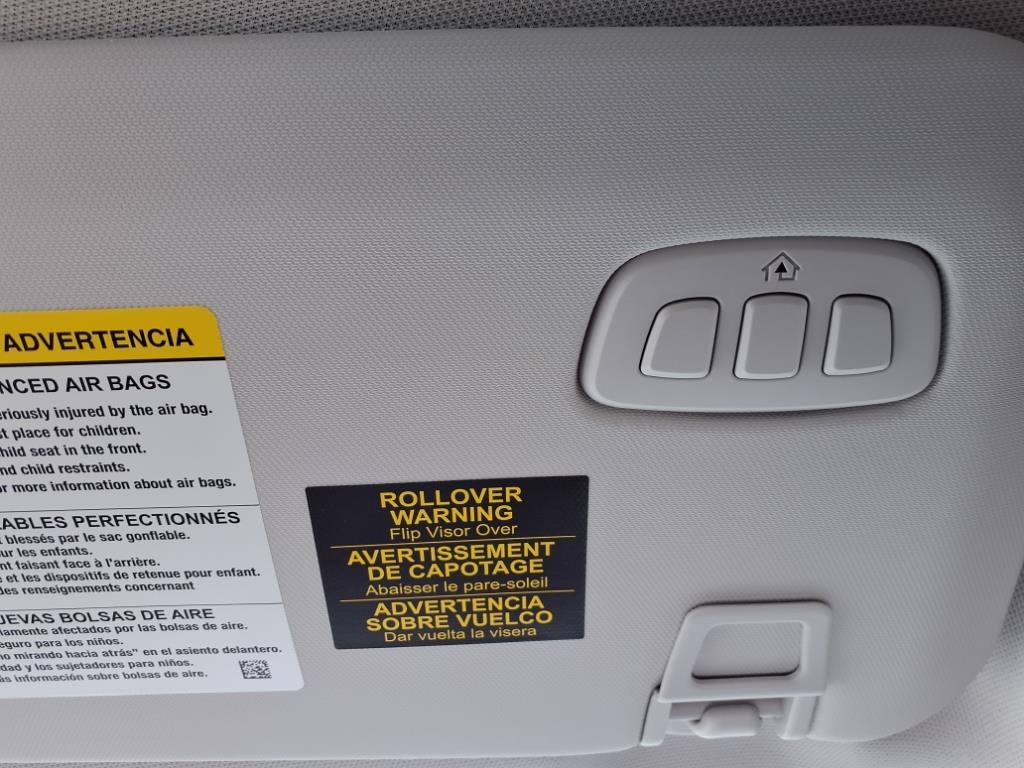 ADVERTENCIA
NCED AIR BAGS
eriously injured by the air bag.
st place for children.
hild seat in the front.
nd child restraints.
or more information about air bags.
ABLES PERFECTIONNÉS
blessés par le sac gonflable.
ur les enfants.
nt faisant face à l'arrière.
e et les dispositifs de retenue pour enfant.
des renseignements concernant
UEVAS BOLSAS DE AIRE
iamente afectados por las bolsas de aire.
eguro para los niños.
no mirando hacia atrás" en el asiento delantero.
dad y los sujetadores para niños.
ás información sobre bolsas de aire.
ROLLOVER
WARNING
Flip Visor Over
AVERTISSEMENT
DE CAPOTAGE
Abaisser le pare-soleil
ADVERTENCIA
SOBRE VUELCO
Dar vuelta la visera